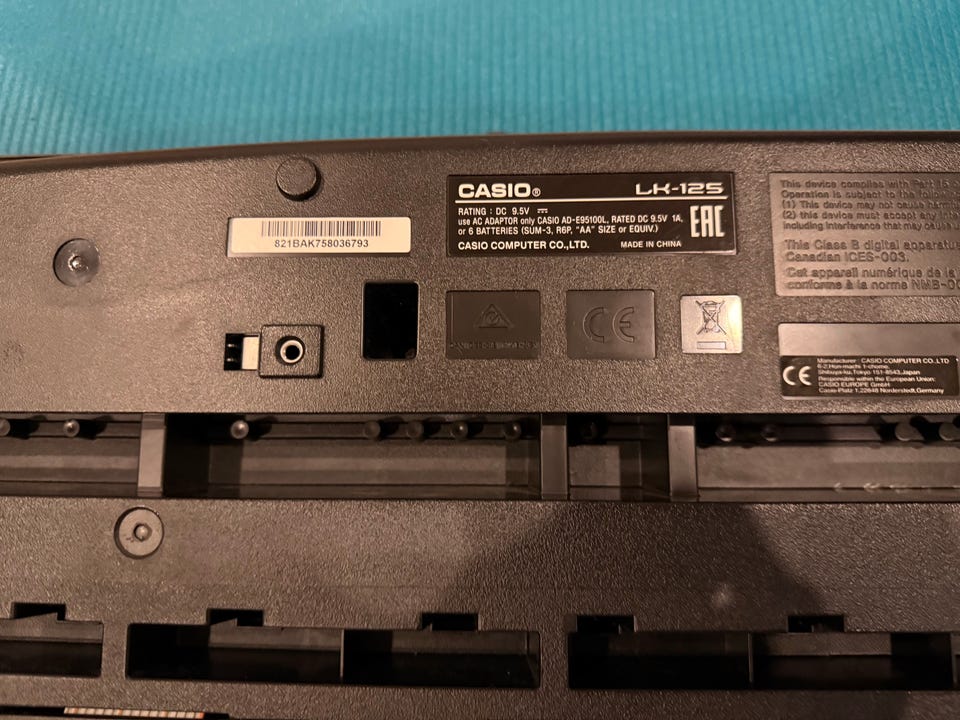 CASIO® LK-125
RATING : DC 9.5V ⎓
use AC ADAPTOR only CASIO AD-E95100L, RATED DC 9.5V 1A,
or 6 BATTERIES (SUM-3, R6P, "AA" SIZE or EQUIV.)
CASIO COMPUTER CO.,LTD. MADE IN CHINA
EAC
821BAK758036793
This device complies with Part 15
Operation is subject to the
(1) This device may not cause harm
(2) this device must accept any
including interference that may cause
This Class B digital apparatus
Canadian ICES-003.
Cet appareil numérique de la
conforme à la norme NMB-00
CE
CE
Manufacturer: CASIO COMPUTER CO.,LTD
6-2,Hon-machi 1-chome,
Shibuya-ku,Tokyo 151-8543,Japan
Responsible within the European Union:
CASIO EUROPE GmbH
Casio-Platz 1,22848 Norderstedt,Germany